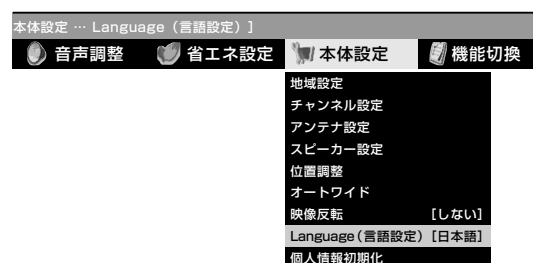 本体設定 … Language（言語設定）]
音声調整 省エネ設定 本体設定 機能切換
地域設定
チャンネル設定
アンテナ設定
スピーカー設定
位置調整
オートワイド
映像反転 [しない]
Language（言語設定）[日本語]
個人情報初期化